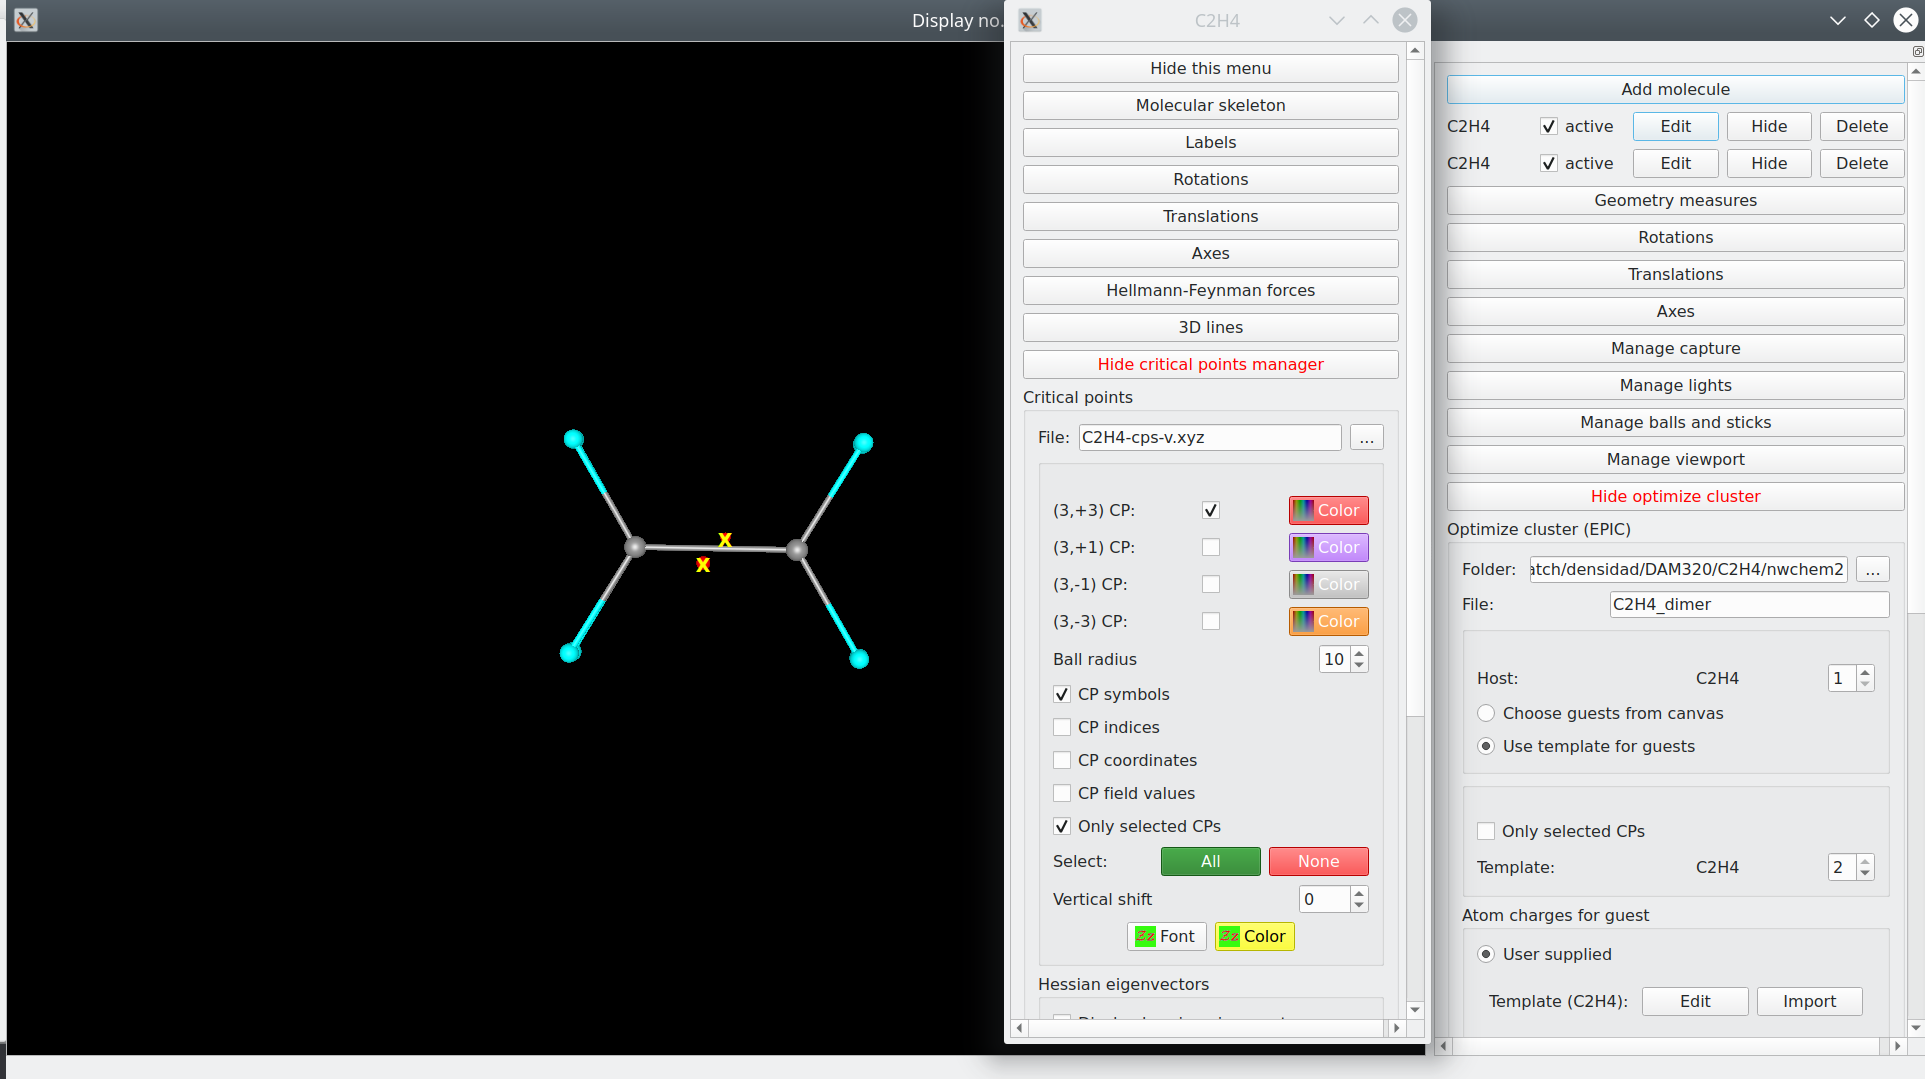 Display no.
C2H4
Hide this menu
Molecular skeleton
Labels
Rotations
Translations
Axes
Hellmann-Feynman forces
3D lines
Hide critical points manager
Critical points
File: C2H4-cps-v.xyz ...
(3,+3) CP: Color
(3,+1) CP: Color
(3,-1) CP: Color
(3,-3) CP: Color
Ball radius 10
CP symbols
CP indices
CP coordinates
CP field values
Only selected CPs
Select: All None
Vertical shift 0
Zz Font Zz Color
Hessian eigenvectors
x
x
Add molecule
C2H4 active Edit Hide Delete
C2H4 active Edit Hide Delete
Geometry measures
Rotations
Translations
Axes
Manage capture
Manage lights
Manage balls and sticks
Manage viewport
Hide optimize cluster
Optimize cluster (EPIC)
Folder: atch/densidad/DAM320/C2H4/nwchem2 ...
File: C2H4_dimer
Host: C2H4 1
Choose guests from canvas
Use template for guests
Only selected CPs
Template: C2H4 2
Atom charges for guest
User supplied
Template (C2H4): Edit Import